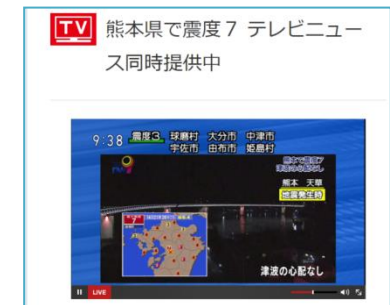 TV 熊本県で震度7 テレビニュー
ス同時提供中
9:38 震度3 球磨村 大分市 中津市
宇佐市 由布市 姫島村
熊本で震度7
津波の心配なし
熊本 天草
地震発生時
津波の心配なし
LIVE